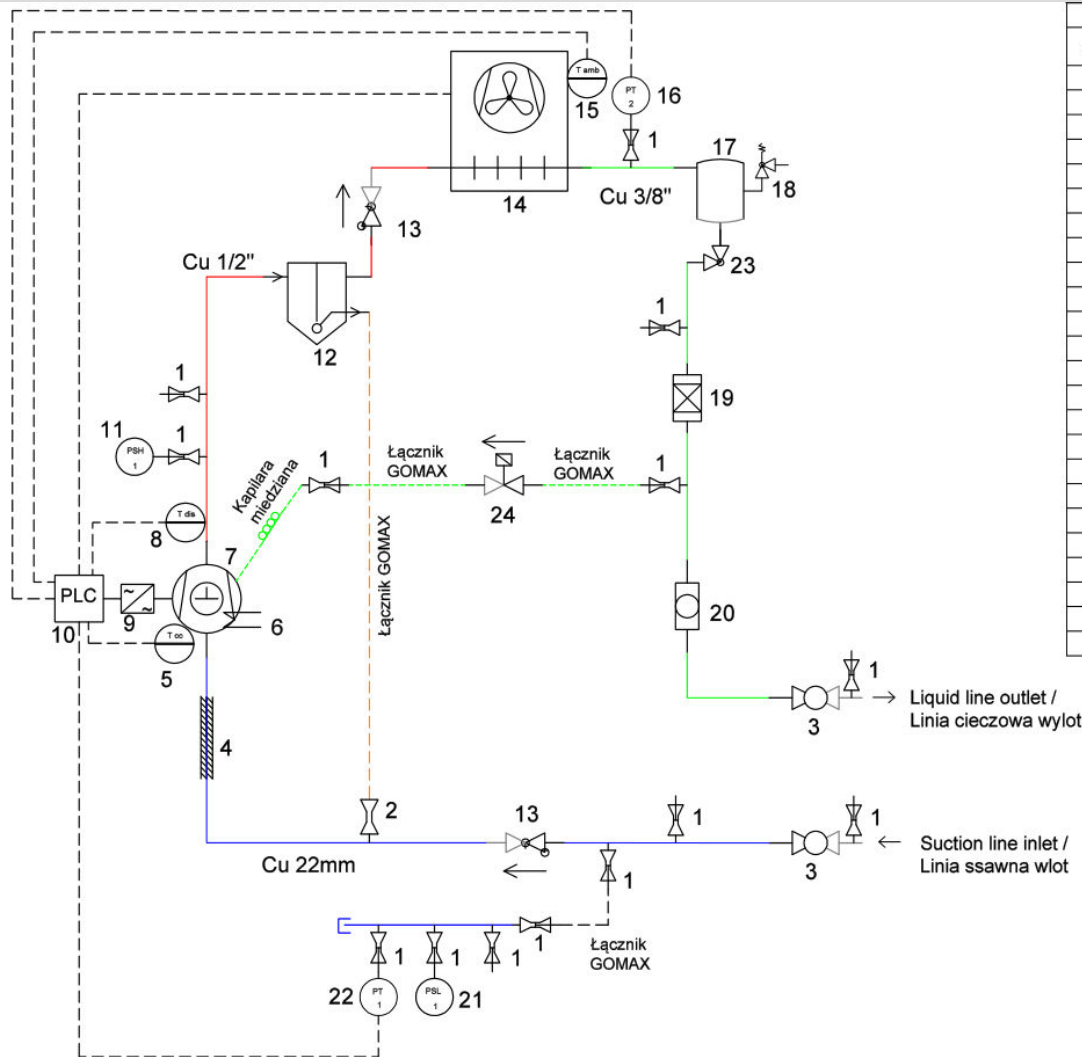 T amb
15
PT
2
16
1
17
18
Cu 3/8"
14
13
Cu 1/2"
23
12
1
1
19
11
PSH
1
1
Kapilara
miedziana
1
Łącznik
GOMAX
24
Łącznik
GOMAX
1
T dis
8
7
Łącznik GOMAX
PLC
10
9
6
T oo
5
20
1
3
Liquid line outlet /
Linia cieczowa wylot
4
2
13
1
1
3
Suction line inlet /
Linia ssawna wlot
Cu 22mm
1
1
Łącznik
GOMAX
1
1
1
22
PT
1
PSL
1
21